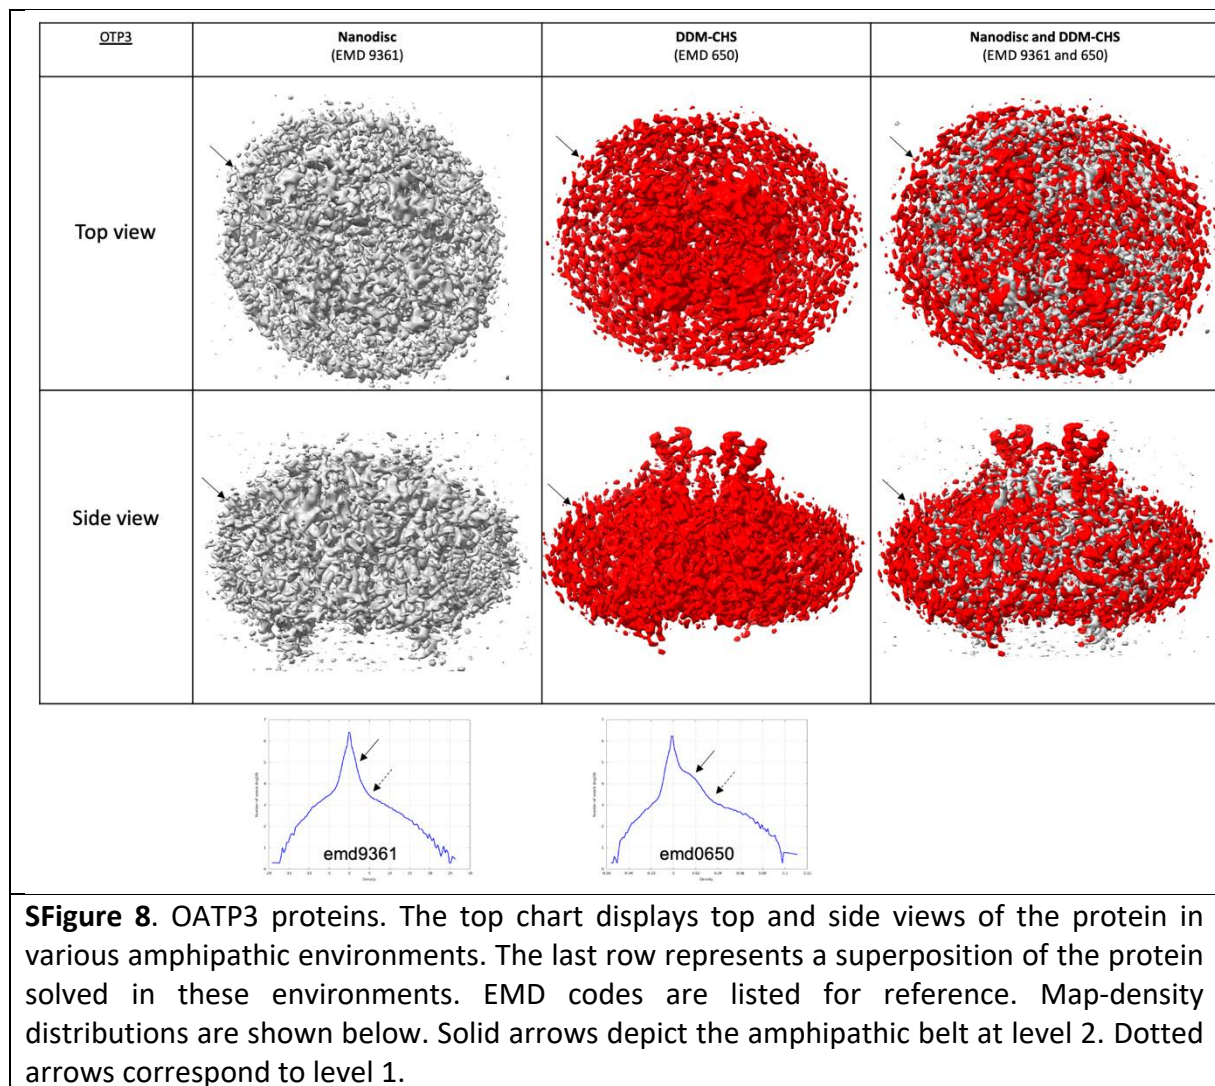 OTP3
Nanodisc
(EMD 9361)
DDM-CHS
(EMD 650)
Nanodisc and DDM-CHS
(EMD 9361 and 650)
Top view
Side view
emd9361
Density
emd0650
Density
SFigure 8. OATP3 proteins. The top chart displays top and side views of the protein in
various amphipathic environments. The last row represents a superposition of the protein
solved in these environments. EMD codes are listed for reference. Map-density
distributions are shown below. Solid arrows depict the amphipathic belt at level 2. Dotted
arrows correspond to level 1.